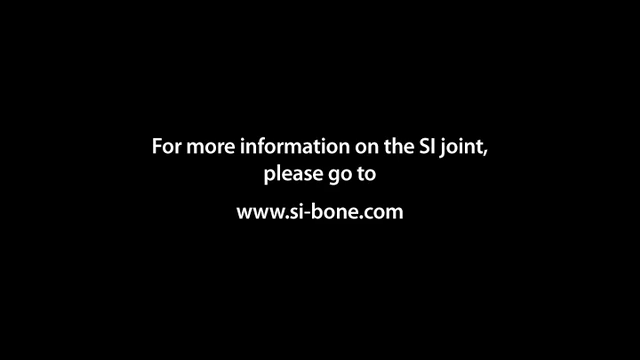 For more information on the SI joint,
please go to
www.si-bone.com